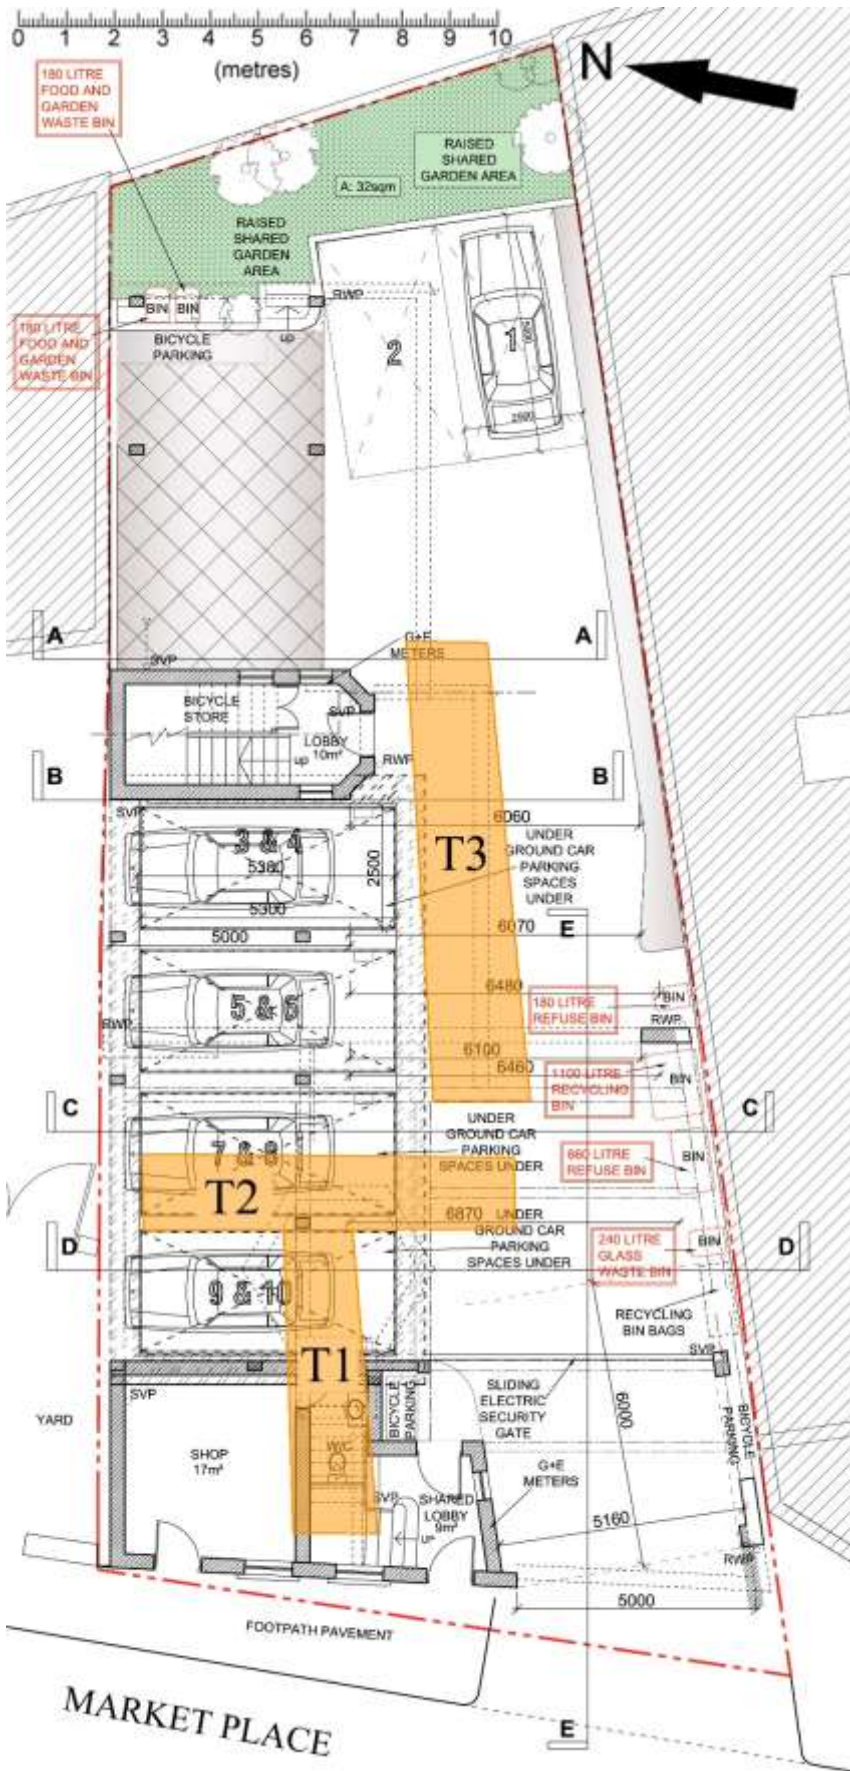 0 1 2 3 4 5 6 7 8 9 10
(metres)
N
180 LITRE
FOOD AND
GARDEN
WASTE BIN
RAISED
SHARED
GARDEN AREA
A: 32sqm
RAISED
SHARED
GARDEN
AREA
RWP
BIN BIN
180 LITRE
FOOD AND
GARDEN
WASTE BIN
BICYCLE
PARKING
up
2
1
2500
A
A
G+E
METERS
SVP
BICYCLE
STORE
SVP
LOBBY
10m²
up
RWP
B
B
SVP
6060
T3
UNDER
GROUND CAR
PARKING
SPACES
UNDER
3 & 4
5380
2500
5300
5000
6070
E
5 & 6
6480
180 LITRE
REFUSE BIN
BIN
RWP
RWP
6100
6460
1100 LITRE
RECYCLING
BIN
BIN
C
C
UNDER
GROUND CAR
PARKING
SPACES UNDER
7 & 8
660 LITRE
REFUSE BIN
BIN
T2
6870
UNDER
GROUND CAR
PARKING
SPACES UNDER
D
D
240 LITRE
GLASS
WASTE BIN
BIN
9 & 10
RECYCLING
BIN BAGS
T1
SVP
SVP
YARD
BICYCLE
PARKING
SLIDING
ELECTRIC
SECURITY
GATE
6000
BICYCLE
PARKING
SHOP
17m²
W/C
G+E
METERS
SVP
SHARED
LOBBY
9m²
up
5160
RWP
5000
FOOTPATH PAVEMENT
MARKET PLACE
E